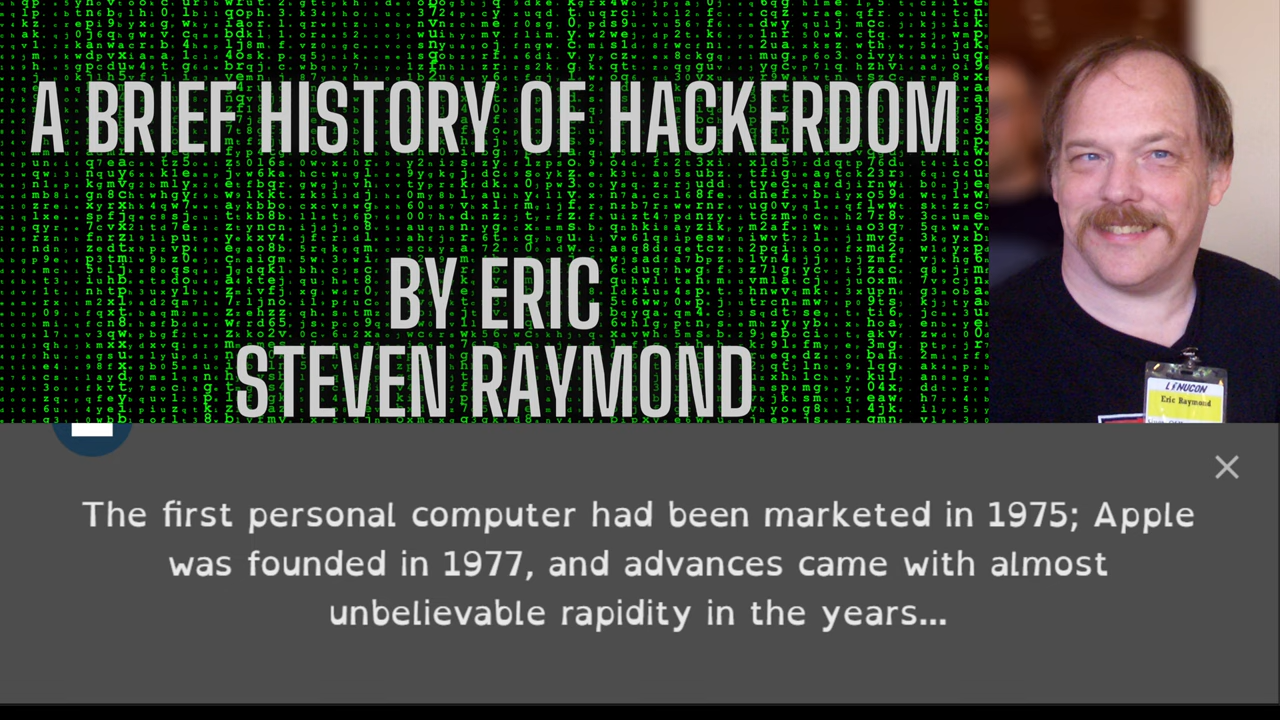 A BRIEF HISTORY OF HACKERDOM
BY ERIC
STEVEN RAYMOND
LINUCON
Eric Raymond
The first personal computer had been marketed in 1975; Apple
was founded in 1977, and advances came with almost
unbelievable rapidity in the years...